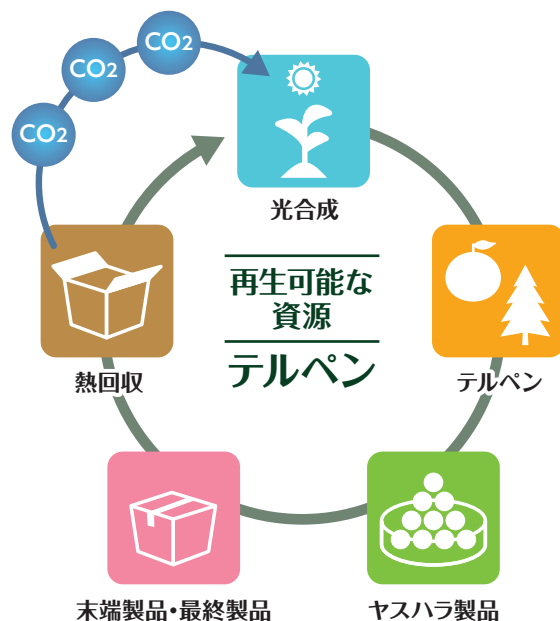 CO2
CO2
CO2
光合成
再生可能な
資源
テルペン
熱回収
テルペン
末端製品・最終製品
ヤスハラ製品